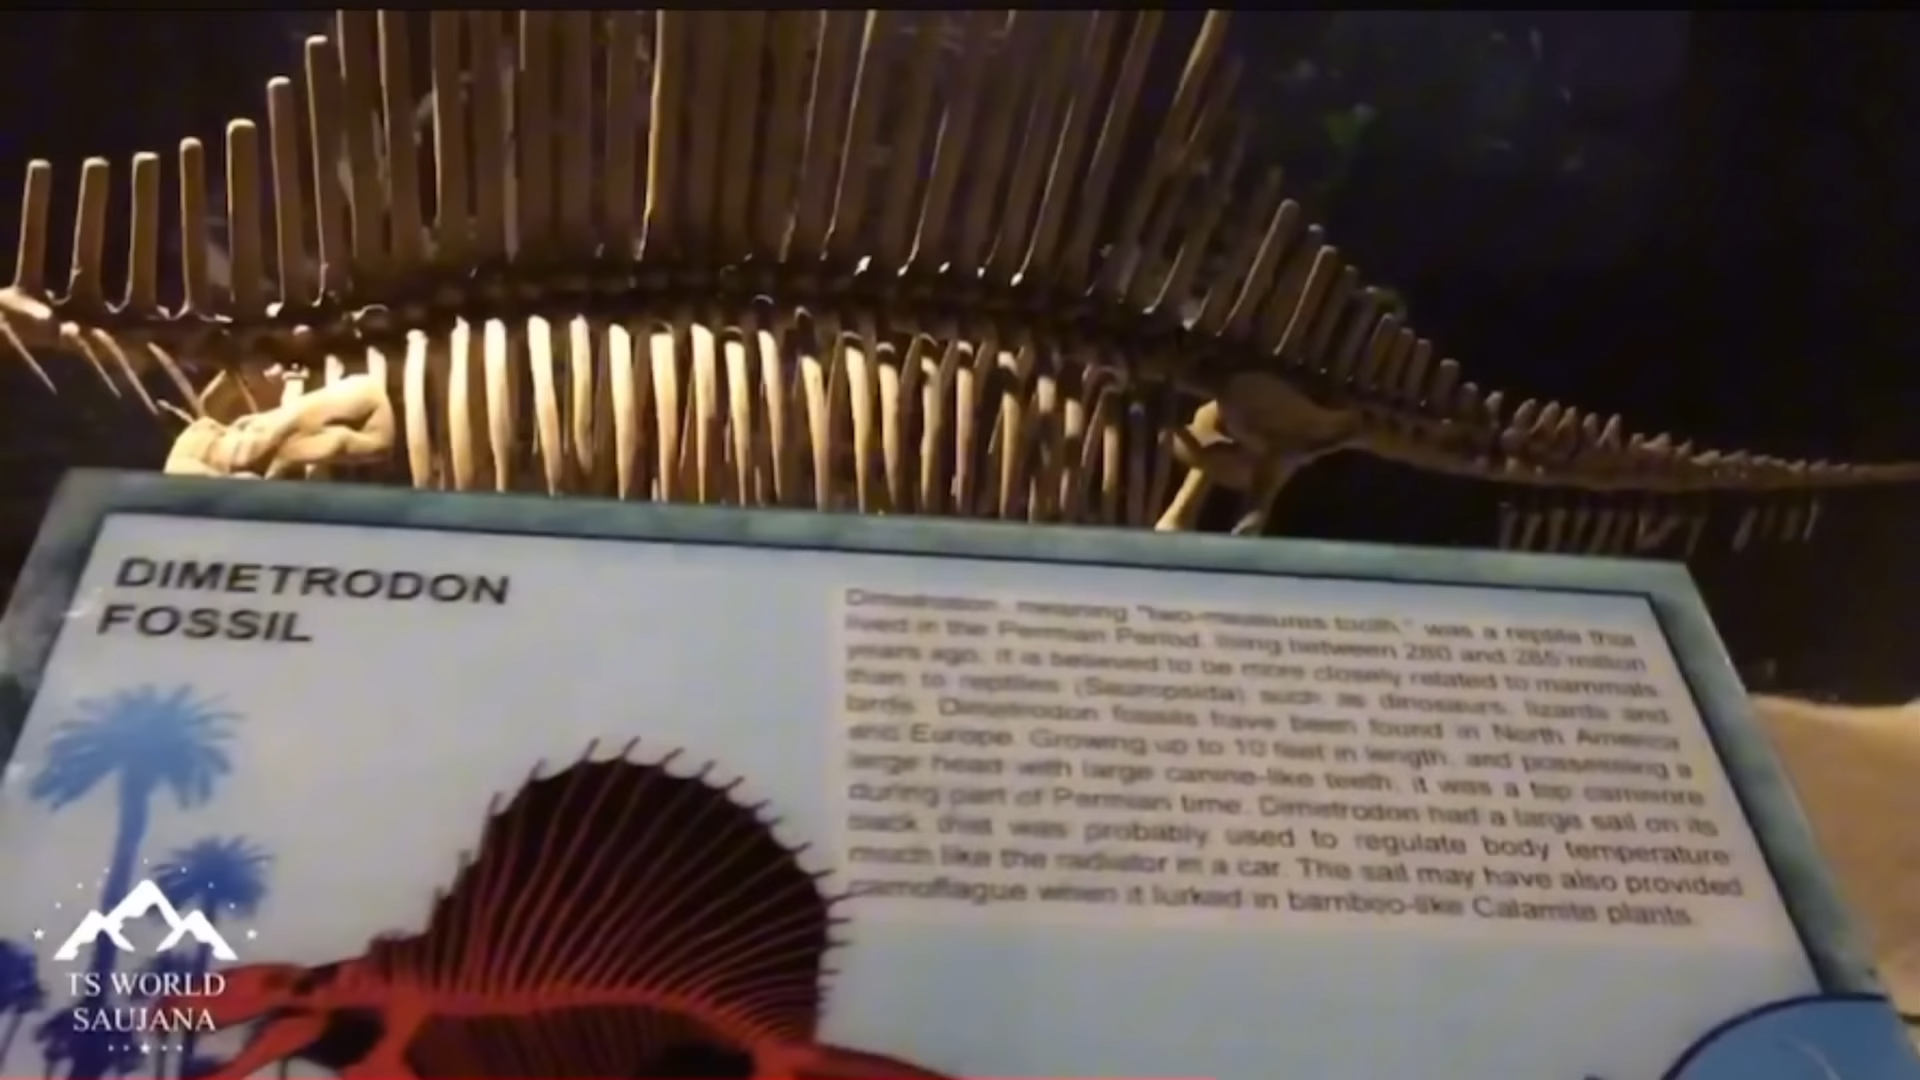 DIMETRODON
FOSSIL
Dimetrodon, meaning "two-measures tooth," was a reptile that
lived in the Permian Period, living between 280 and 265 million
years ago. It is believed to be more closely related to mammals
than to reptiles (Sauropsida) such as dinosaurs, lizards and
birds. Dimetrodon fossils have been found in North America
and Europe. Growing up to 10 feet in length, and possessing a
large head with large canine-like teeth, it was a top carnivore
during part of Permian time. Dimetrodon had a large sail on its
back that was probably used to regulate body temperature
much like the radiator in a car. The sail may have also provided
camoflague when it lurked in bamboo-like Calamite plants.
TS WORLD
SAUJANA